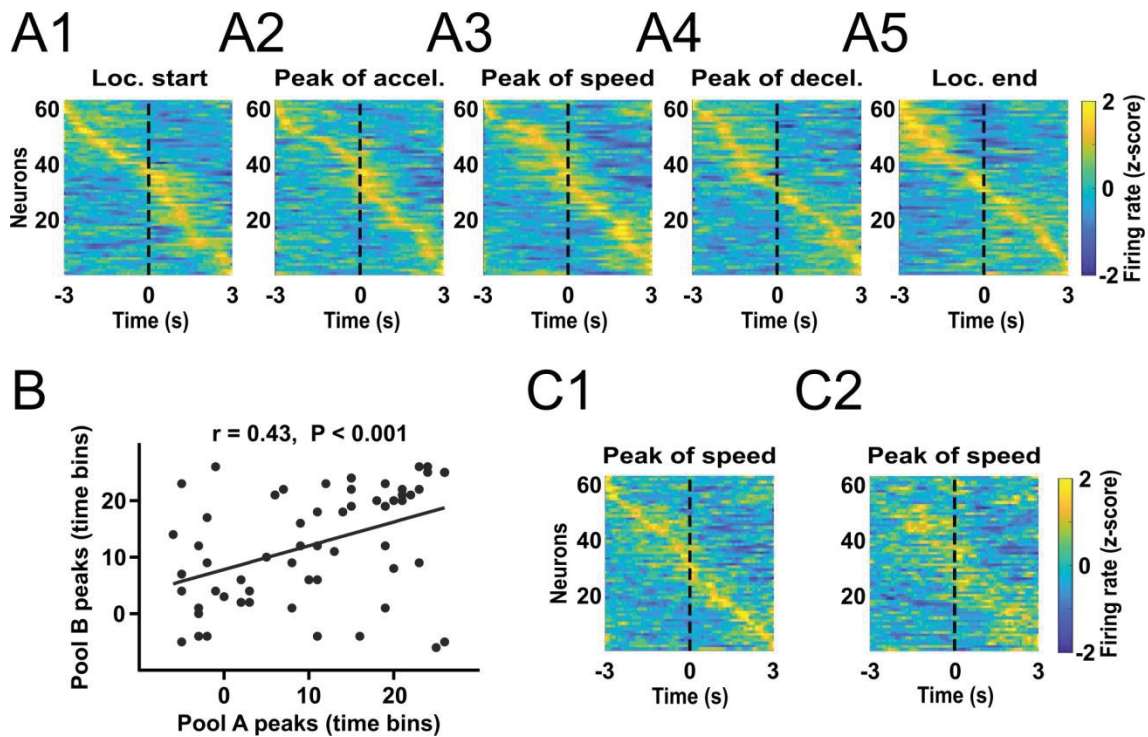 A1 A2 A3 A4 A5
Loc. start Peak of accel. Peak of speed Peak of decel. Loc. end
60 60 60 60 60 2
40 40 40 40 40
20 20 20 20 20 0
-2
Neurons
Firing rate (z-score)
-3 0 3 -3 0 3 -3 0 3 -3 0 3 -3 0 3
Time (s) Time (s) Time (s) Time (s) Time (s)
B
r = 0.43, P < 0.001
20
10
0
Pool B peaks (time bins)
0 10 20
Pool A peaks (time bins)
C1 C2
Peak of speed Peak of speed
60 60 2
40 40
20 20 0
-2
Neurons
Firing rate (z-score)
-3 0 3 -3 0 3
Time (s) Time (s)